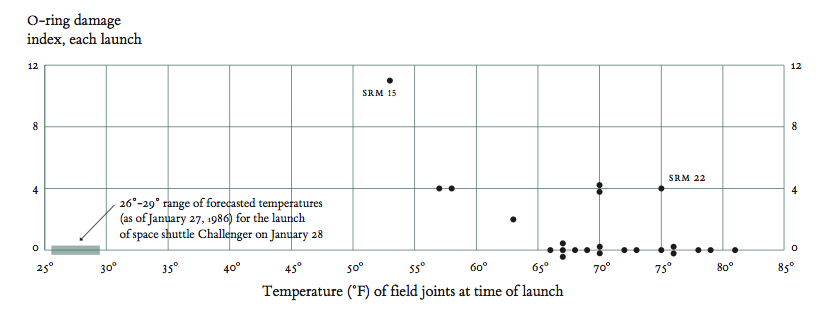 O-ring damage
index, each launch
12 12
SRM 15
8 8
SRM 22
4 4
26°-29° range of forecasted temperatures
(as of January 27, 1986) for the launch
of space shuttle Challenger on January 28
0 0
25° 30° 35° 40° 45° 50° 55° 60° 65° 70° 75° 80° 85°
Temperature (°F) of field joints at time of launch